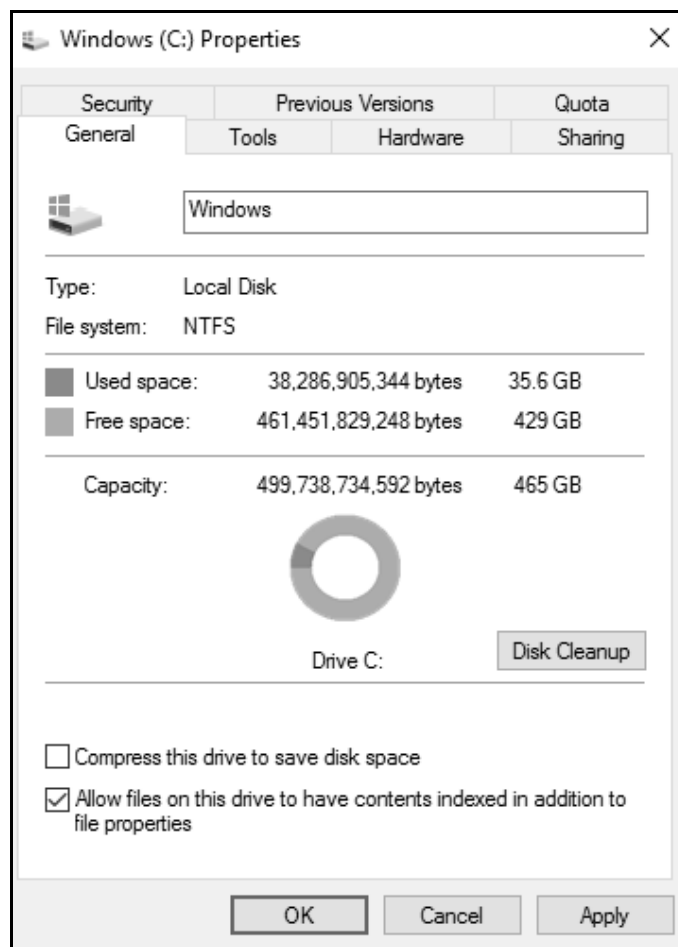 Windows (C:) Properties
Security Previous Versions Quota
General Tools Hardware Sharing
Windows
Type: Local Disk
File system: NTFS
Used space: 38,286,905,344 bytes 35.6 GB
Free space: 461,451,829,248 bytes 429 GB
Capacity: 499,738,734,592 bytes 465 GB
Drive C: Disk Cleanup
Compress this drive to save disk space
Allow files on this drive to have contents indexed in addition to
file properties
OK Cancel Apply